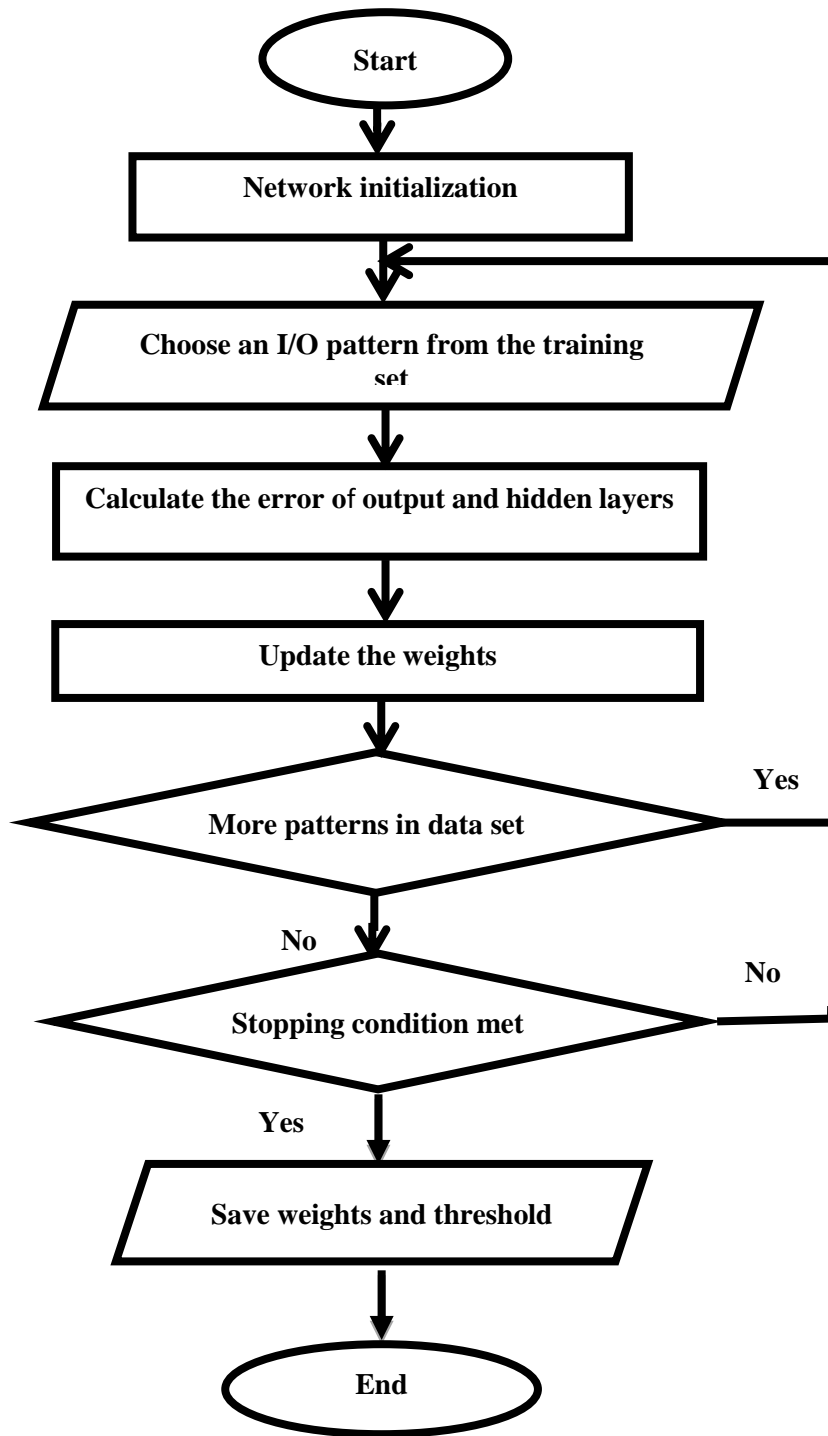 Start
Network initialization
Choose an I/O pattern from the training
set
Calculate the error of output and hidden layers
Update the weights
More patterns in data set
Yes
No
Stopping condition met
No
Yes
Save weights and threshold
End